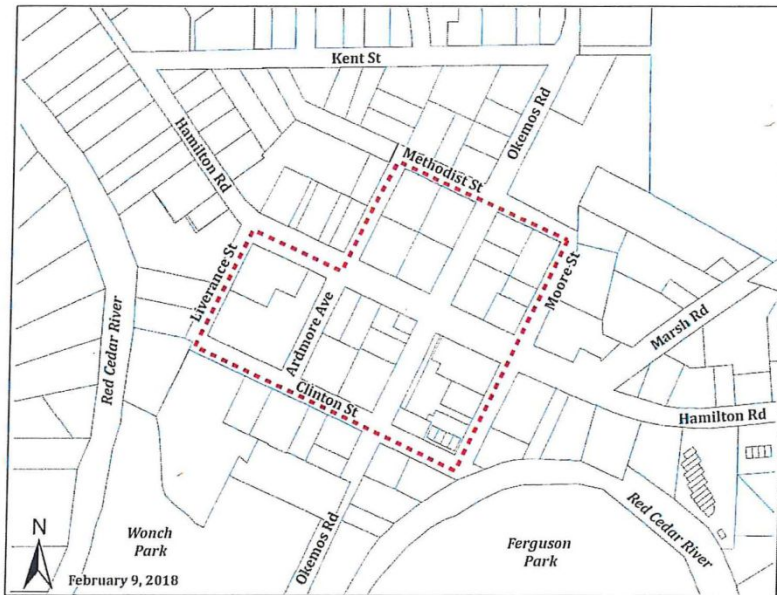 Kent St
Hamilton Rd
Okemos Rd
Methodist St
Liverance St
Moore St
Ardmore Ave
Marsh Rd
Red Cedar River
Clinton St
Hamilton Rd
Okemos Rd
Red Cedar River
N
Wonch
Park
Ferguson
Park
February 9, 2018